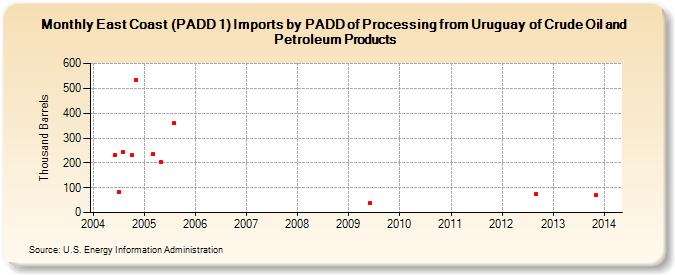 Monthly East Coast (PADD 1) Imports by PADD of Processing from Uruguay of Crude Oil and
Petroleum Products
Thousand Barrels
600
500
400
300
200
100
0
2004 2005 2006 2007 2008 2009 2010 2011 2012 2013 2014
Source: U.S. Energy Information Administration